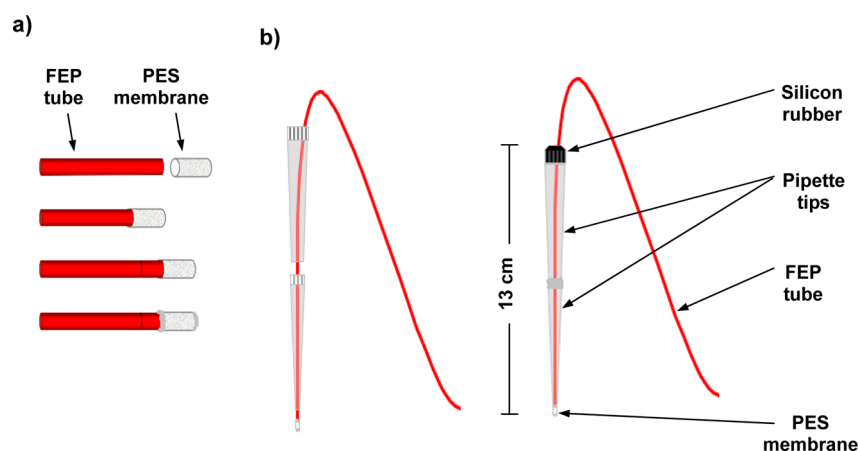 a)
FEP
tube
PES
membrane
b)
13 cm
Silicon
rubber
Pipette
tips
FEP
tube
PES
membrane